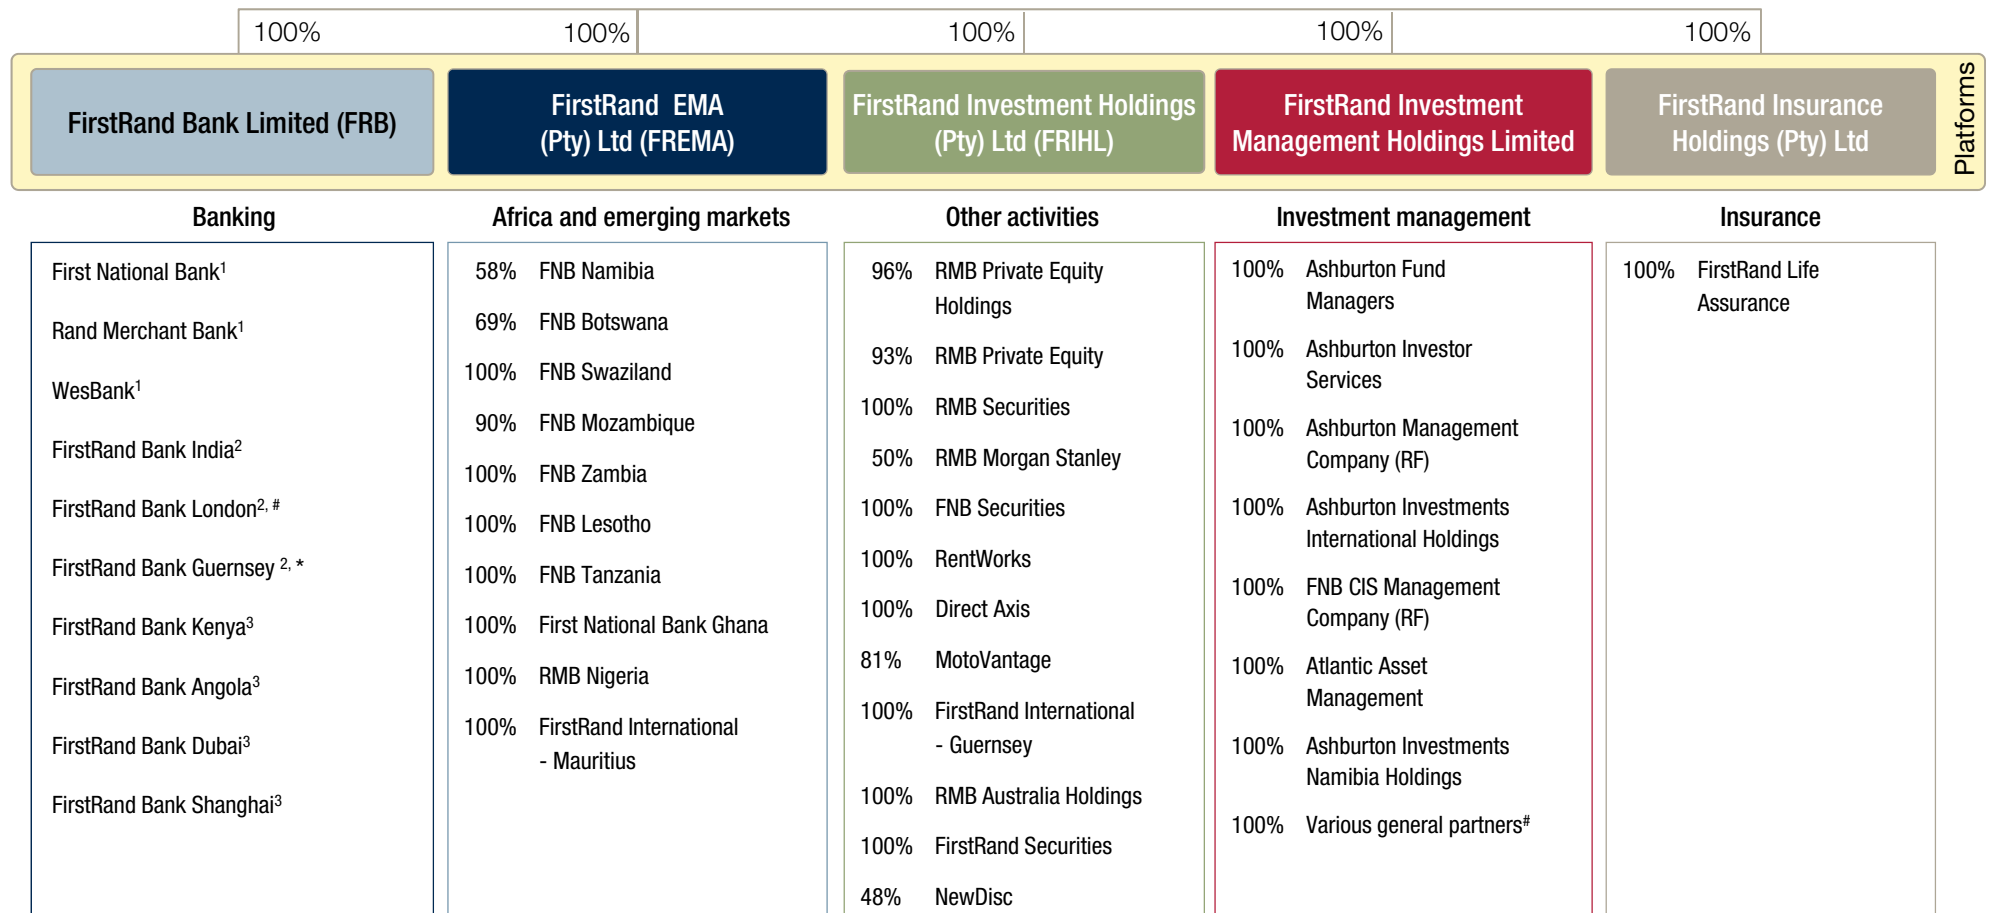 100% 100% 100% 100% 100%
FirstRand Bank Limited (FRB)
FirstRand EMA
(Pty) Ltd (FREMA)
FirstRand Investment Holdings
(Pty) Ltd (FRIHL)
FirstRand Investment
Management Holdings Limited
FirstRand Insurance
Holdings (Pty) Ltd
Platforms
Banking
First National Bank¹
Rand Merchant Bank¹
WesBank¹
FirstRand Bank India²
FirstRand Bank London², #
FirstRand Bank Guernsey ², *
FirstRand Bank Kenya³
FirstRand Bank Angola³
FirstRand Bank Dubai³
FirstRand Bank Shanghai³
Africa and emerging markets
58% FNB Namibia
69% FNB Botswana
100% FNB Swaziland
90% FNB Mozambique
100% FNB Zambia
100% FNB Lesotho
100% FNB Tanzania
100% First National Bank Ghana
100% RMB Nigeria
100% FirstRand International
- Mauritius
Other activities
96% RMB Private Equity
Holdings
93% RMB Private Equity
100% RMB Securities
50% RMB Morgan Stanley
100% FNB Securities
100% RentWorks
100% Direct Axis
81% MotoVantage
100% FirstRand International
- Guernsey
100% RMB Australia Holdings
100% FirstRand Securities
48% NewDisc
Investment management
100% Ashburton Fund
Managers
100% Ashburton Investor
Services
100% Ashburton Management
Company (RF)
100% Ashburton Investments
International Holdings
100% FNB CIS Management
Company (RF)
100% Atlantic Asset
Management
100% Ashburton Investments
Namibia Holdings
100% Various general partners#
Insurance
100% FirstRand Life
Assurance